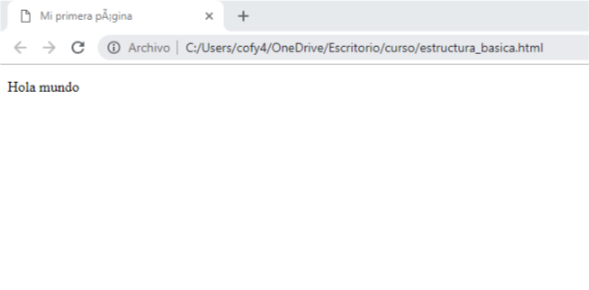 Mi primera pÃ¡gina
Archivo | C:/Users/cofy4/OneDrive/Escritorio/curso/estructura_basica.html
Hola mundo